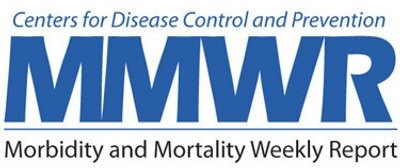 Centers for Disease Control and Prevention
MMWR
Morbidity and Mortality Weekly Report